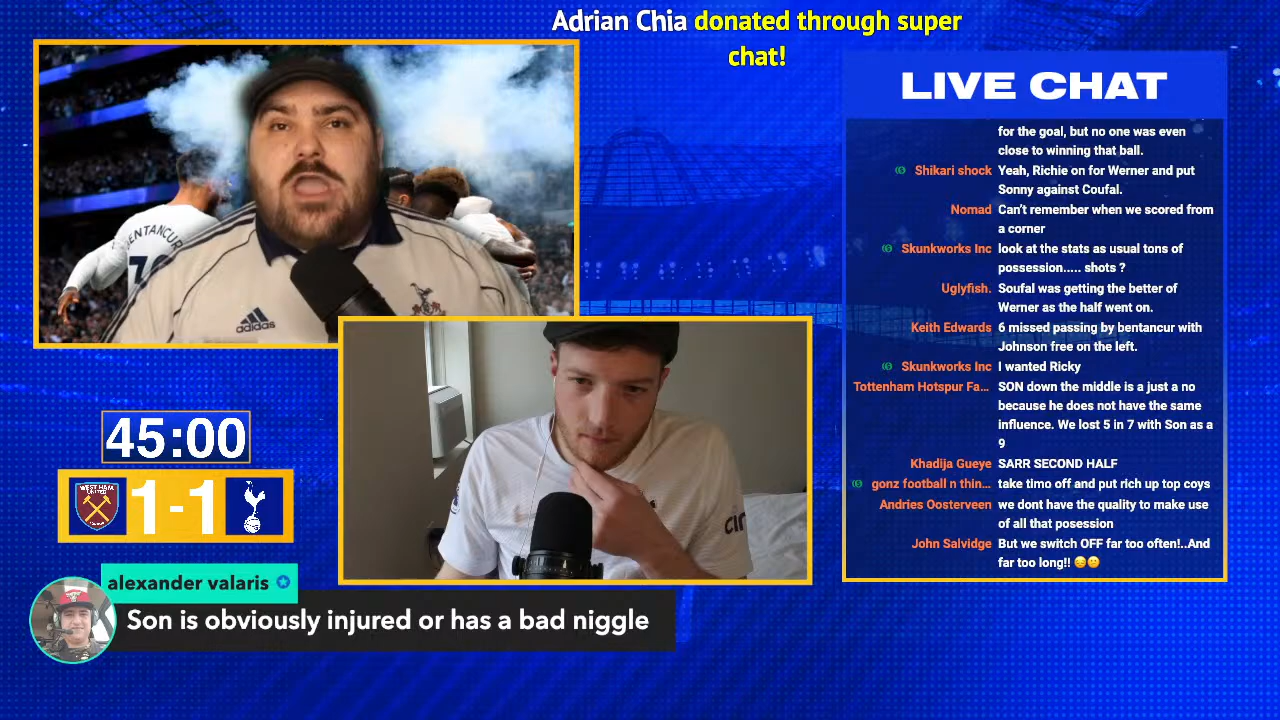 Adrian Chia donated through super
chat!
LIVE CHAT
for the goal, but no one was even
close to winning that ball.
Shikari shock Yeah, Richie on for Werner and put
Sonny against Coufal.
Nomad Can't remember when we scored from
a corner
Skunkworks Inc look at the stats as usual tons of
possession..... shots ?
Uglyfish. Soufal was getting the better of
Werner as the half went on.
Keith Edwards 6 missed passing by bentancur with
Johnson free on the left.
Skunkworks Inc I wanted Ricky
Tottenham Hotspur Fa... SON down the middle is a just a no
because he does not have the same
influence. We lost 5 in 7 with Son as a
9
Khadija Gueye SARR SECOND HALF
gonz football n thin... take timo off and put rich up top coys
Andries Oosterveen we dont have the quality to make use
of all that posession
John Salvidge But we switch OFF far too often!..And
far too long!! 😔😕
ENTANCUR
adidas
45:00
WEST HAM
UNITED
1-1
alexander valaris
Son is obviously injured or has a bad niggle